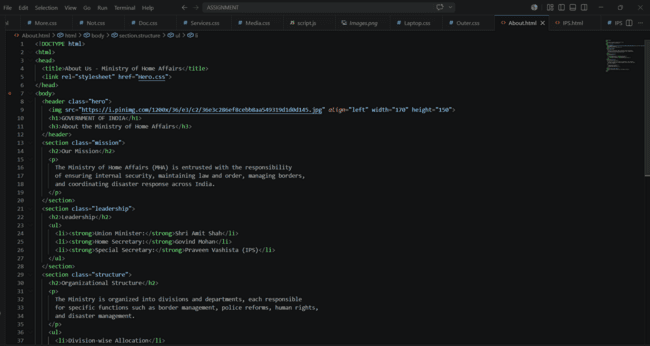 File Edit Selection View Go Run Terminal Help ASSIGNMENT
More.css Not.css Doc.css Services.css Media.css script.js Images.png Laptop.css Outer.css About.html IPS.html IPS
About.html html body section.structure ul li
1 <!DOCTYPE html>
2 <html>
3 <head>
4 <title>About Us - Ministry of Home Affairs</title>
5 <link rel="stylesheet" href="Hero.css">
6 </head>
7 <body>
8 <header class="hero">
9 <img src="https://i.pinimg.com/1200x/36/e3/c2/36e3c286ef8cebb8aa549319d1d0d145.jpg" align="left" width="170" height="150">
10 <h1>GOVERNMENT OF INDIA</h1>
11 <h3>About the Ministry of Home Affairs</h3>
12 </header>
13 <section class="mission">
14 <h2>Our Mission</h2>
15 <p>
16 The Ministry of Home Affairs (MHA) is entrusted with the responsibility
17 of ensuring internal security, maintaining law and order, managing borders,
18 and coordinating disaster response across India.
19 </p>
20 </section>
21 <section class="leadership">
22 <h2>Leadership</h2>
23 <ul>
24 <li><strong>Union Minister:</strong>Shri Amit Shah</li>
25 <li><strong>Home Secretary:</strong>Govind Mohan</li>
26 <li><strong>Special Secretary:</strong>Praveen Vashista (IPS)</li>
27 </ul>
28 </section>
29 <section class="structure">
30 <h2>Organizational Structure</h2>
31 <p>
32 The Ministry is organized into divisions and departments, each responsible
33 for specific functions such as border management, police reforms, human rights,
34 and disaster management.
35 </p>
36 <ul>
37 <li>Division-wise Allocation</li>